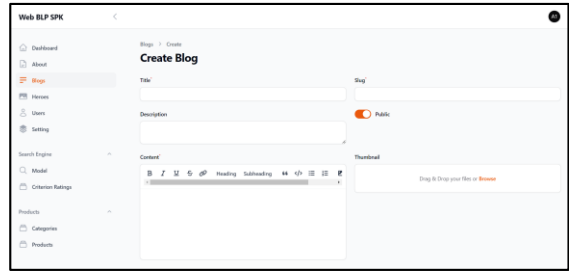 Web BLP SPK
AT
Dashboard
About
Blogs
Heroes
Users
Setting
Search Engine
Model
Criterion Ratings
Products
Categories
Products
Blogs > Create
Create Blog
Title*
Slug*
Description
Public
Content*
B I U S Heading Subheading
Thumbnail
Drag & Drop your files or Browse